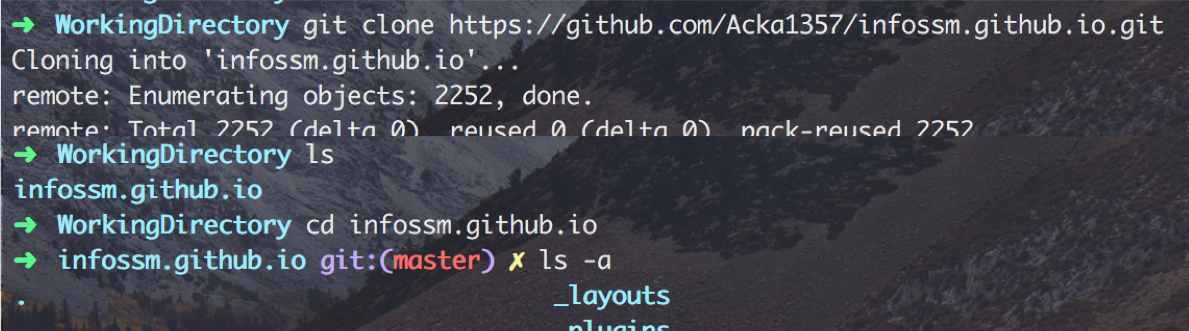 ➜ WorkingDirectory git clone https://github.com/Acka1357/infossm.github.io.git
Cloning into 'infossm.github.io'...
remote: Enumerating objects: 2252, done.
remote: Total 2252 (delta 0), reused 0 (delta 0), pack-reused 2252
➜ WorkingDirectory ls
infossm.github.io
➜ WorkingDirectory cd infossm.github.io
➜ infossm.github.io git:(master) ✗ ls -a
. _layouts
_plugins